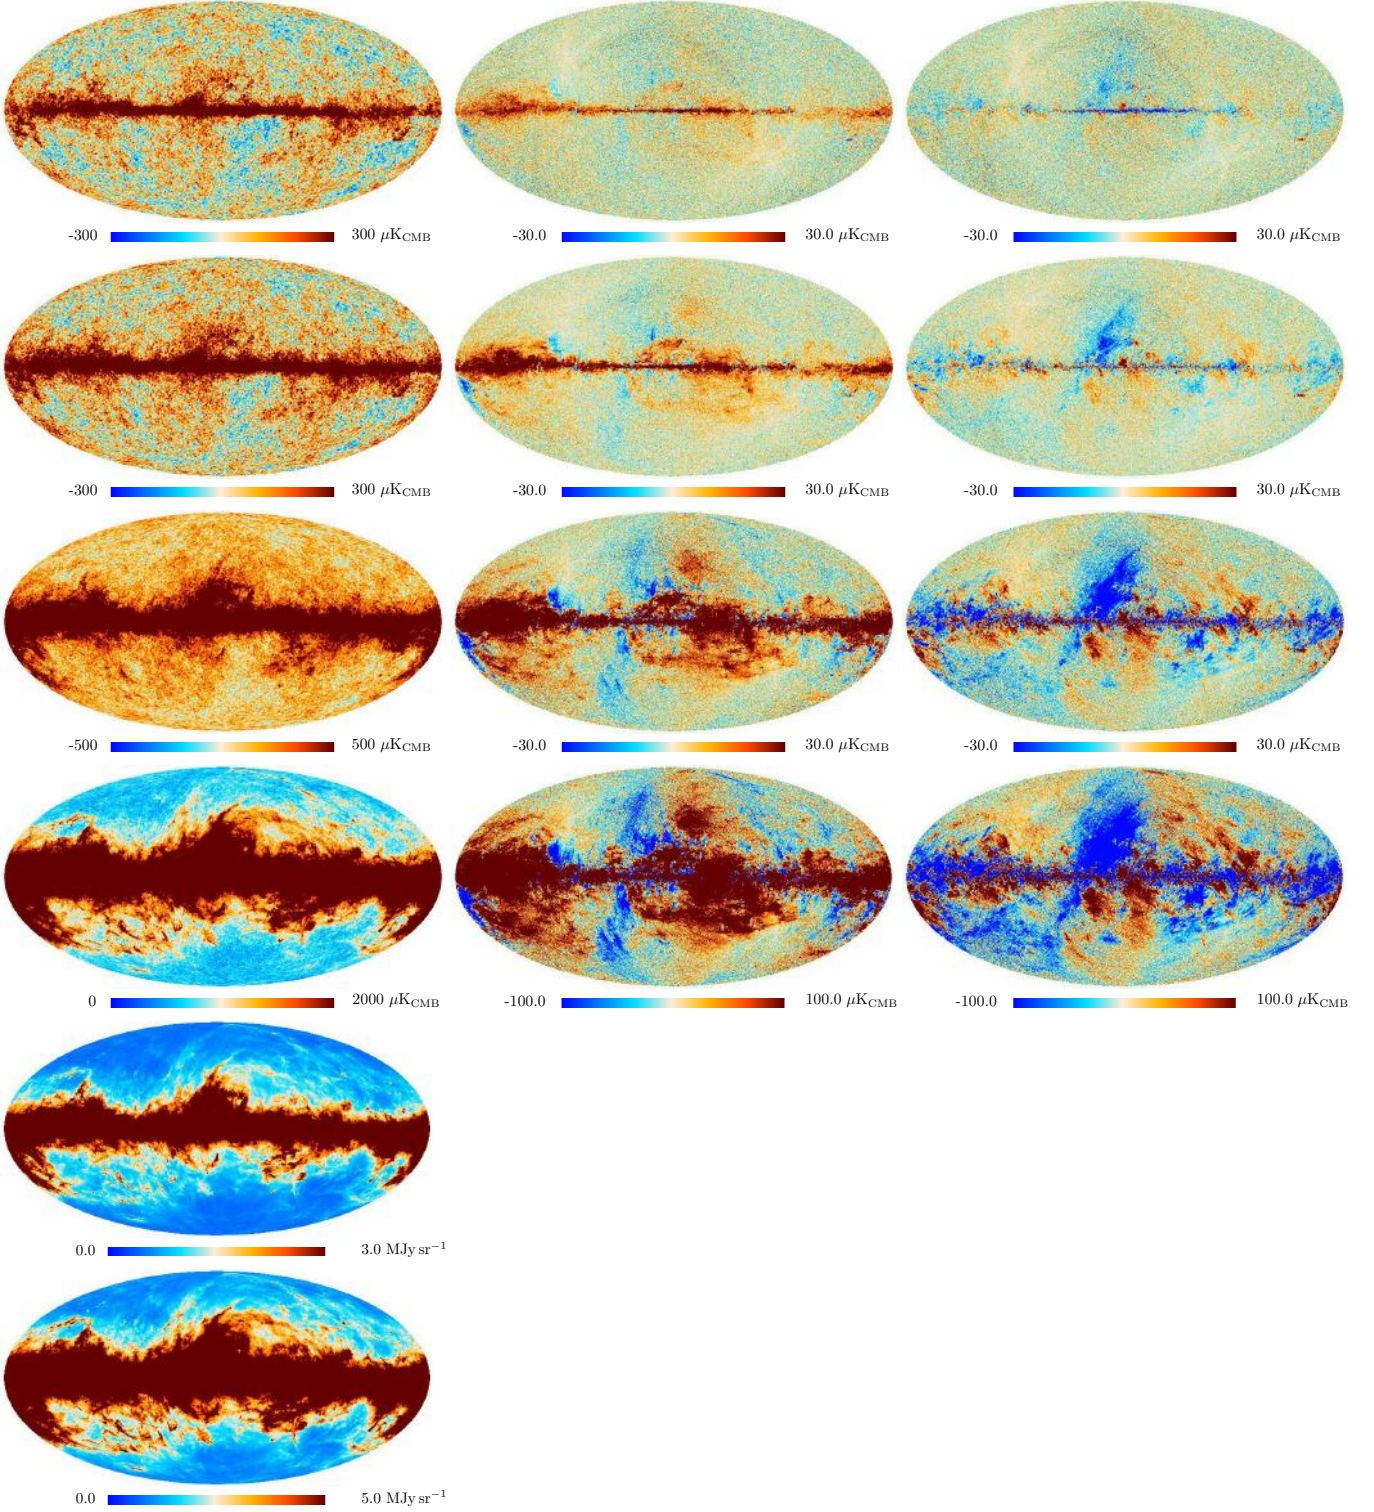 -300 300 μK_CMB -30.0 30.0 μK_CMB -30.0 30.0 μK_CMB
-300 300 μK_CMB -30.0 30.0 μK_CMB -30.0 30.0 μK_CMB
-500 500 μK_CMB -30.0 30.0 μK_CMB -30.0 30.0 μK_CMB
0 2000 μK_CMB -100.0 100.0 μK_CMB -100.0 100.0 μK_CMB
0.0 3.0 MJy sr⁻¹
0.0 5.0 MJy sr⁻¹